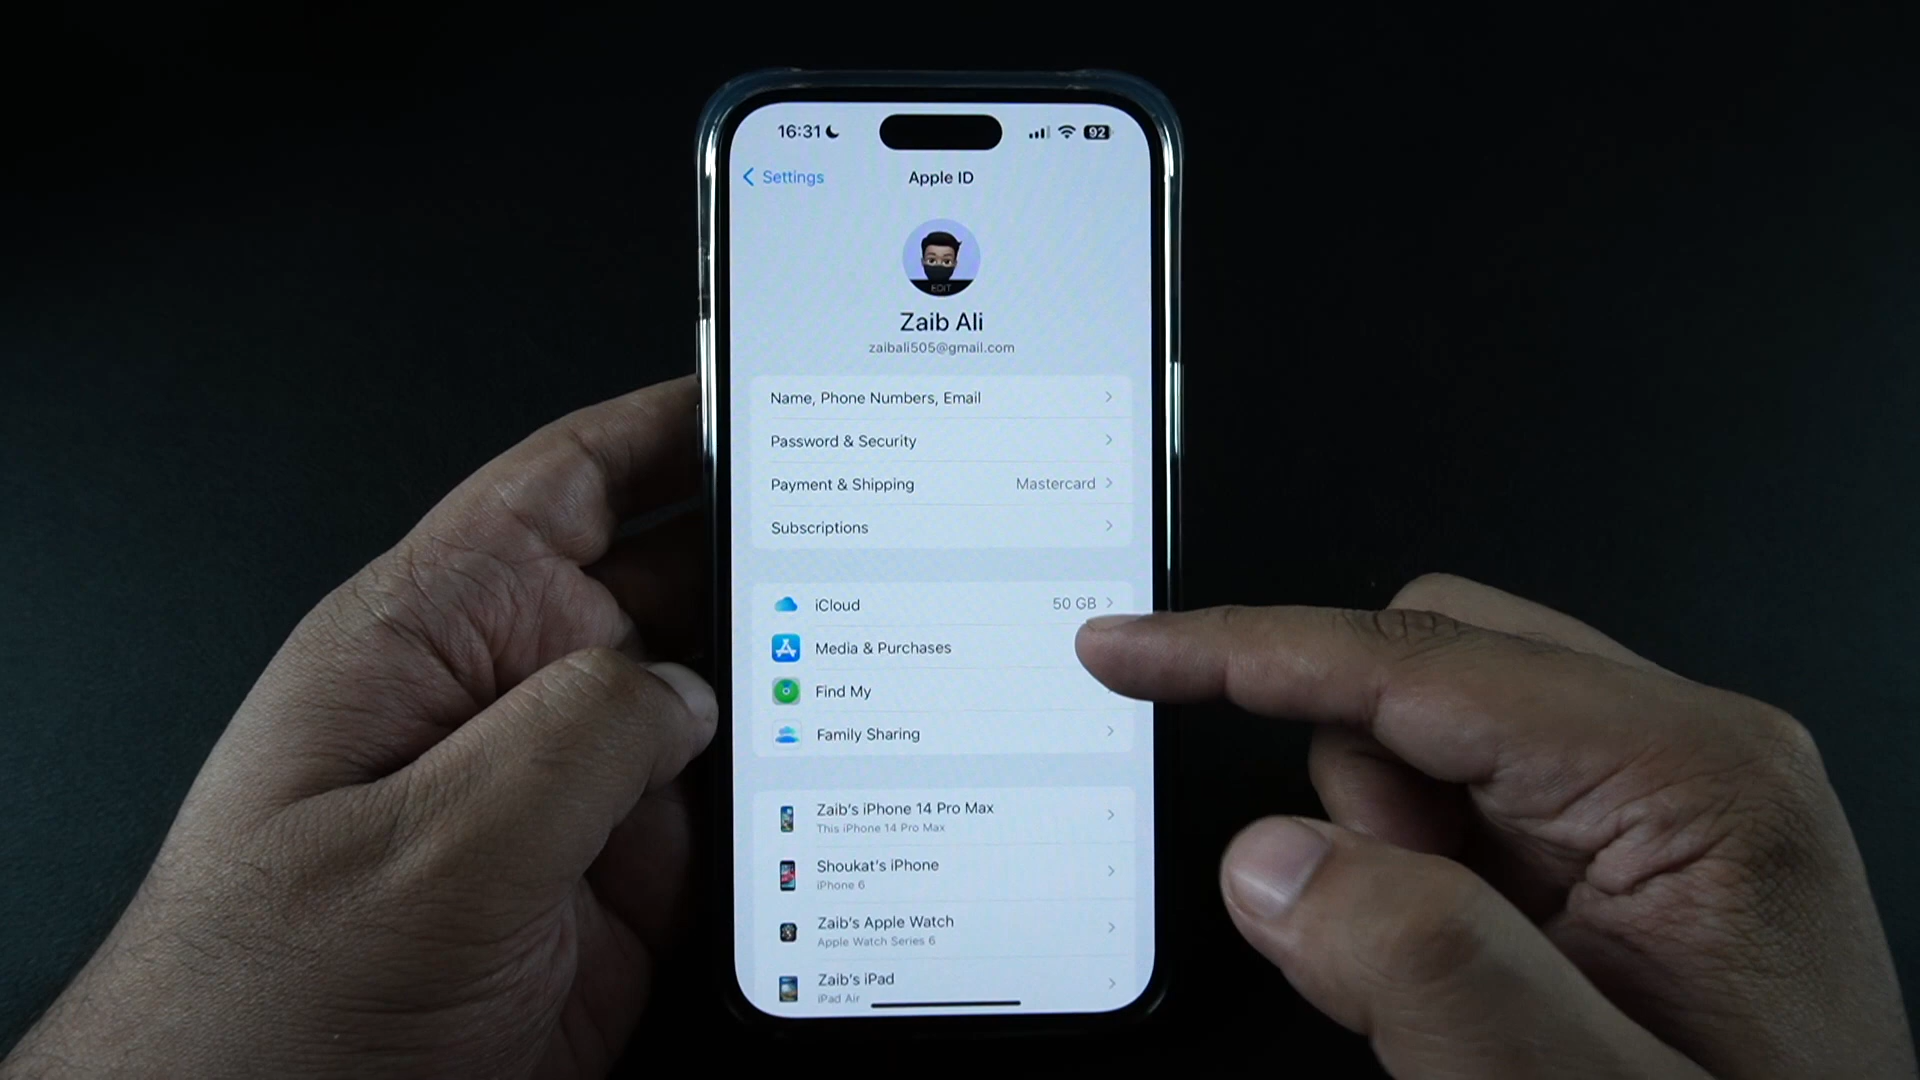 16:31
92
Settings
Apple ID
EDIT
Zaib Ali
zaibali505@gmail.com
Name, Phone Numbers, Email
Password & Security
Payment & Shipping Mastercard
Subscriptions
iCloud 50 GB
Media & Purchases
Find My
Family Sharing
Zaib's iPhone 14 Pro Max
This iPhone 14 Pro Max
Shoukat's iPhone
iPhone 6
Zaib's Apple Watch
Apple Watch Series 6
Zaib's iPad
iPad Air